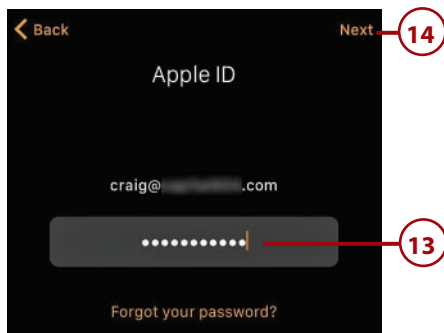 Back Next 14
Apple ID
craig@ .com
●●●●●●●●●●● 13
Forgot your password?